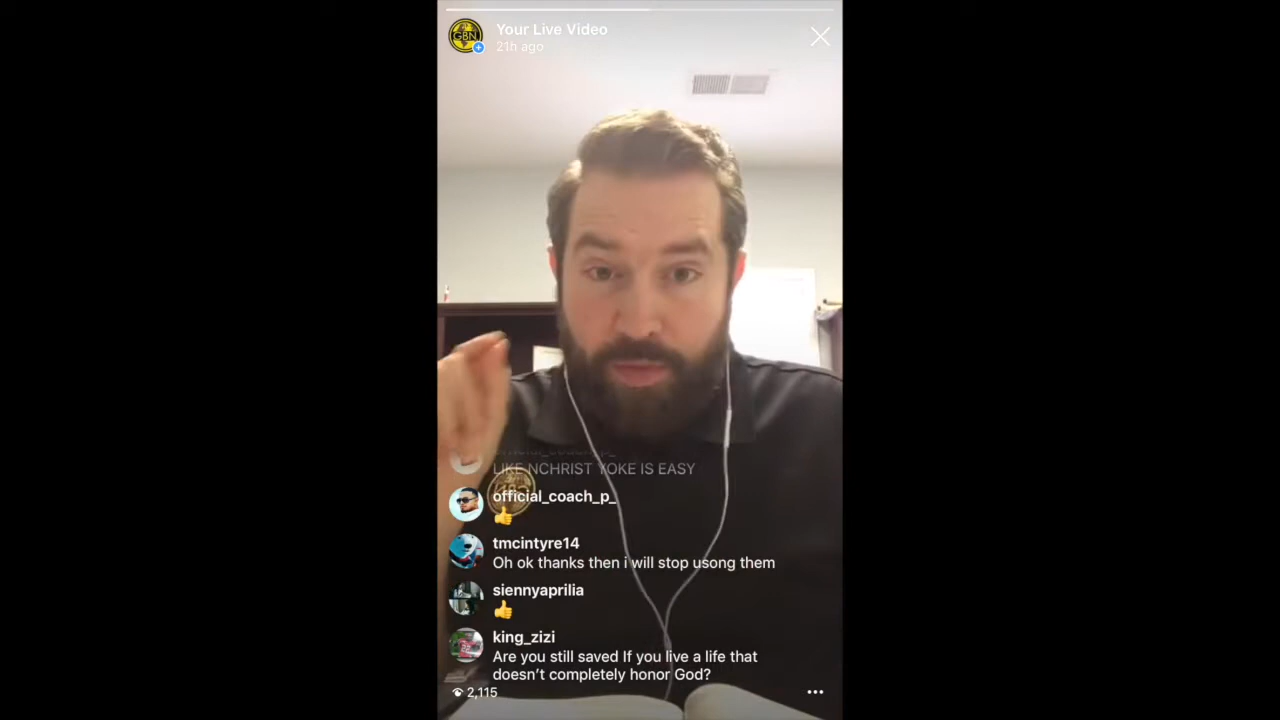 GBN
Your Live Video
21h ago
LIKE NCHRIST YOKE IS EASY
official_coach_p_
👍
tmcintyre14
Oh ok thanks then i will stop usong them
siennyaprilia
👍
king_zizi
Are you still saved If you live a life that
doesn't completely honor God?
2,115